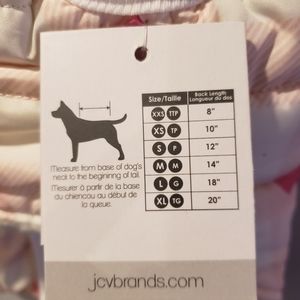 Size/Taille Back Length
Longueur du dos
XXS TTP 8"
XS TP 10"
S P 12"
M M 14"
L G 18"
XL TG 20"
Measure from base of dog's
neck to the beginning of tail.
Mesurer à partir de la base
du chiencou au début de
la queue.
jcvbrands.com